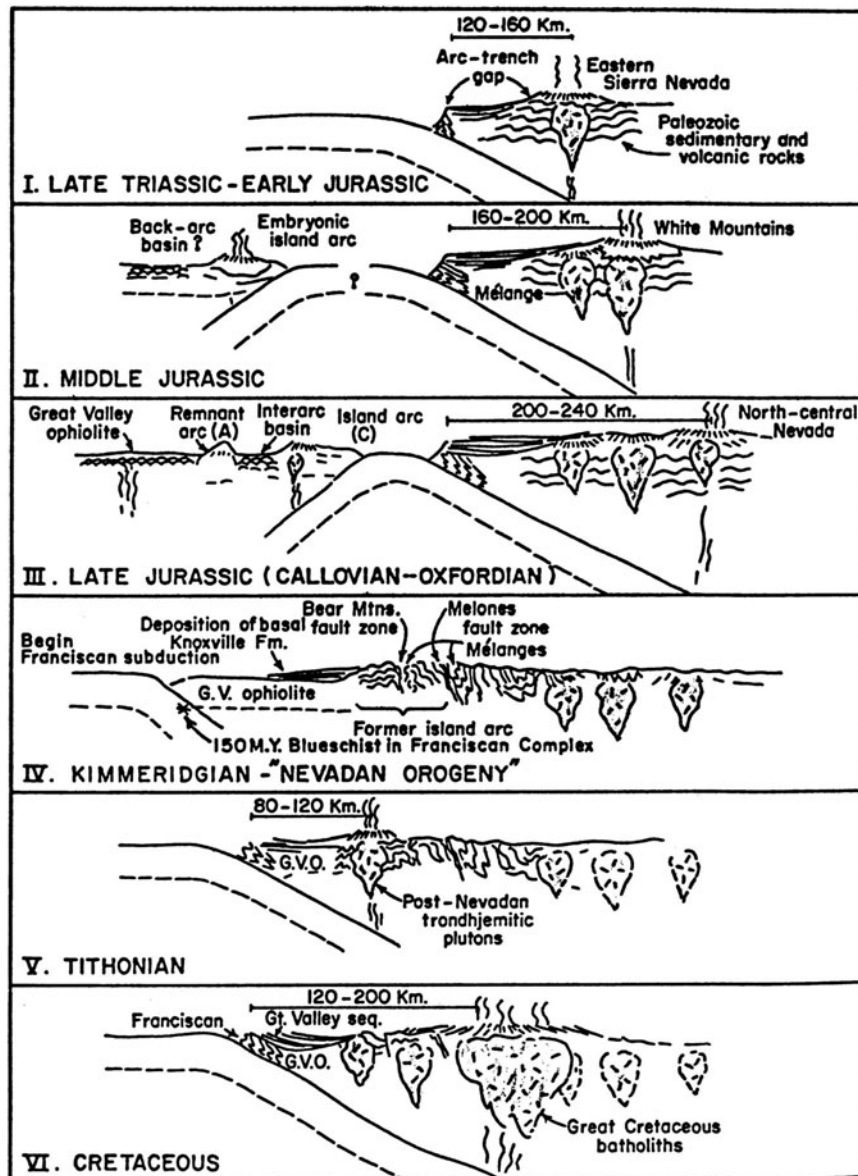 120-160 Km.
Arc-trench
gap
Eastern
Sierra Nevada
Paleozoic
sedimentary and
volcanic rocks
I. LATE TRIASSIC-EARLY JURASSIC
Back-arc
basin ?
Embryonic
island arc
?
160-200 Km.
White Mountains
Mélange
II. MIDDLE JURASSIC
Great Valley
ophiolite
Remnant
arc (A)
Interarc
basin
Island arc
(C)
200-240 Km.
North-central
Nevada
III. LATE JURASSIC (CALLOVIAN-OXFORDIAN)
Begin
Franciscan subduction
Deposition of basal
Knoxville Fm.
Bear Mtns.
fault zone
Melones
fault zone
Mélanges
G.V. ophiolite
Former island arc
150 M.Y. Blueschist in Franciscan Complex
IV. KIMMERIDGIAN-"NEVADAN OROGENY"
80-120 Km.
G.V.O.
Post-Nevadan
trondhjemitic
plutons
V. TITHONIAN
120-200 Km.
Franciscan
Gt. Valley seq.
G.V.O.
Great Cretaceous
batholiths
VI. CRETACEOUS